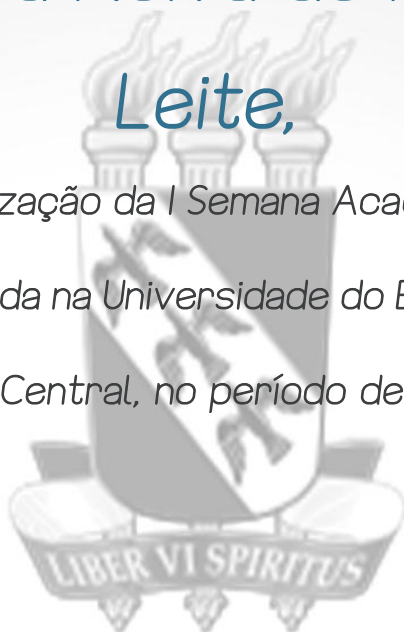 Leite,
zação da I Semana Aca
da na Universidade do
Central, no período de
LIBER VI SPIRITUS